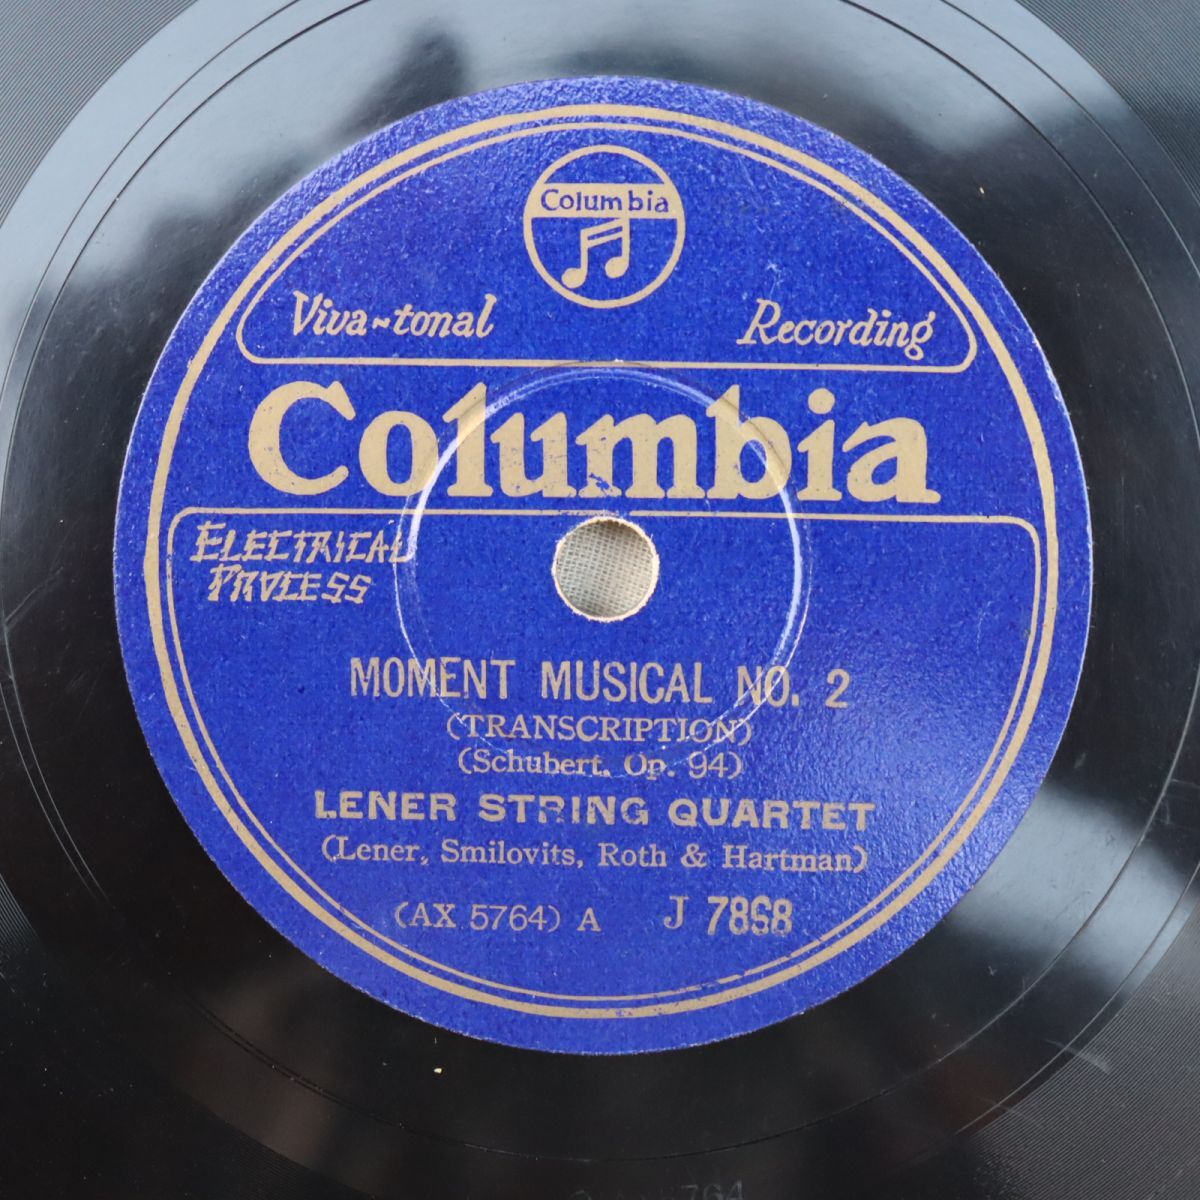 Columbia
Viva-tonal Recording
Columbia
ELECTRICAL
PROCESS
MOMENT MUSICAL NO. 2
(TRANSCRIPTION)
(Schubert. Op. 94)
LENER STRING QUARTET
(Lener, Smilovits, Roth & Hartman)
(AX 5764) A J 7868
764